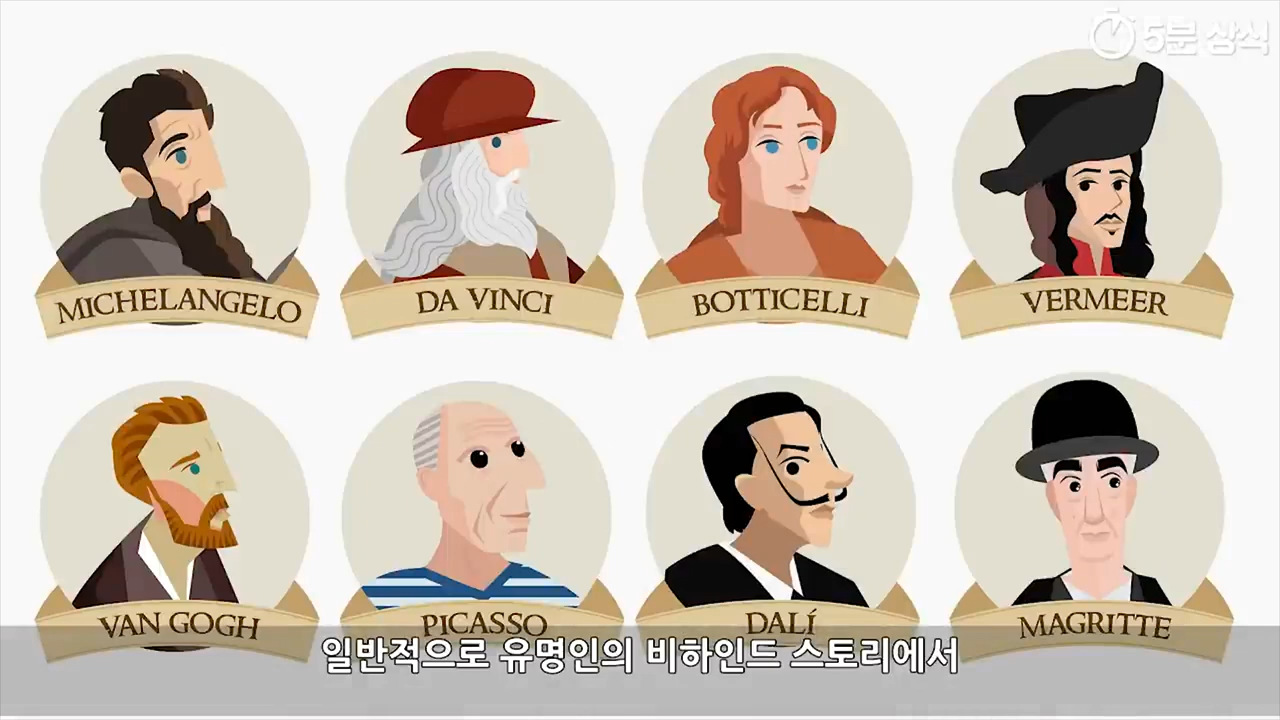 5분 상식
MICHELANGELO
DA VINCI
BOTTICELLI
VERMEER
VAN GOGH
PICASSO
DALÍ
MAGRITTE
일반적으로 유명인의 비하인드 스토리에서